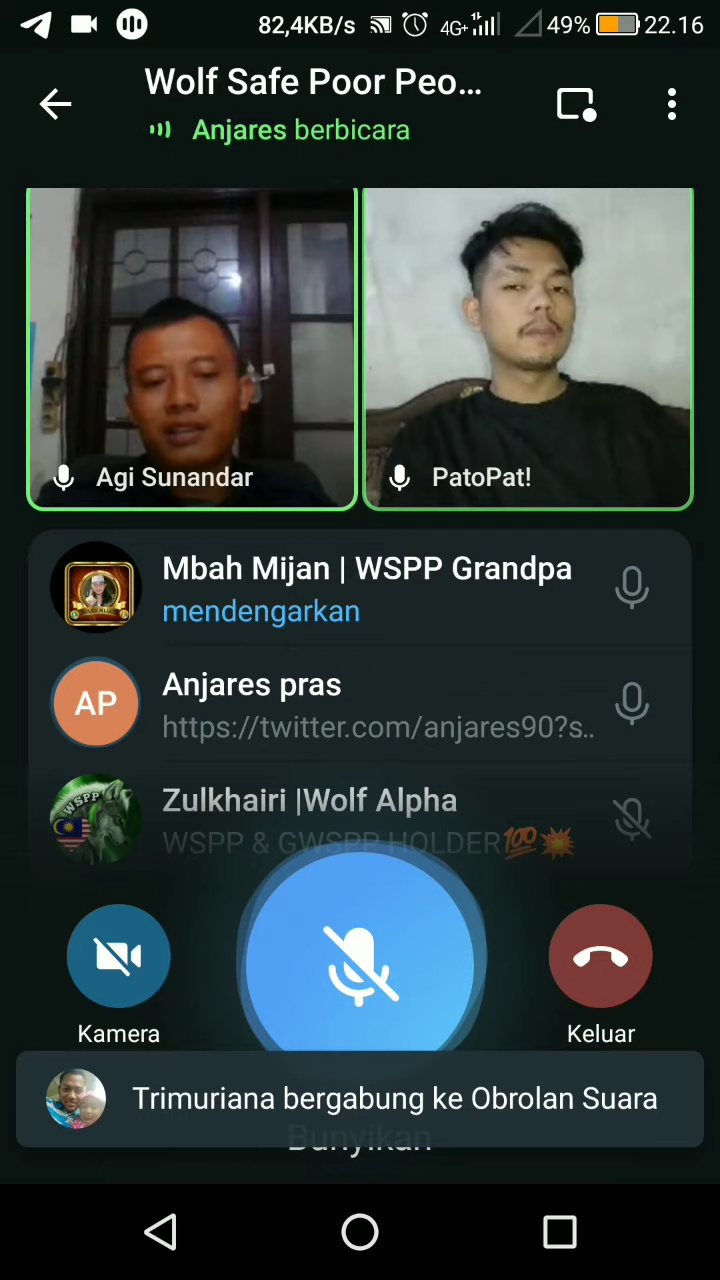 82,4KB/s 4G+ 49% 22.16
Wolf Safe Poor Peo...
Anjares berbicara
Agi Sunandar
PatoPat!
Mbah Mijan | WSPP Grandpa
mendengarkan
AP
Anjares pras
https://twitter.com/anjares90?s..
WSPP
Zulkhairi |Wolf Alpha
WSPP & GWSPP HOLDER💯💥
Kamera
Keluar
Trimuriana bergabung ke Obrolan Suara
Bunyikan